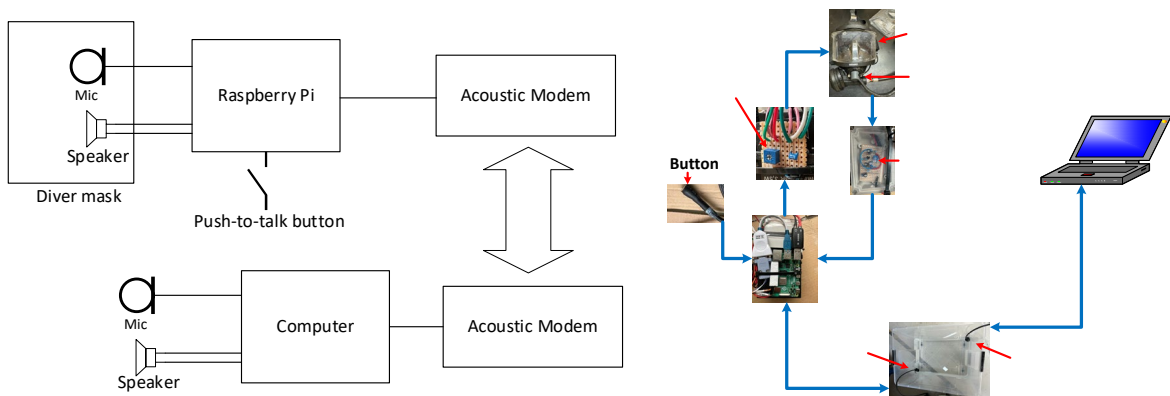 Mic
Speaker
Diver mask
Raspberry Pi
Acoustic Modem
Push-to-talk button
Mic
Speaker
Computer
Acoustic Modem
Button